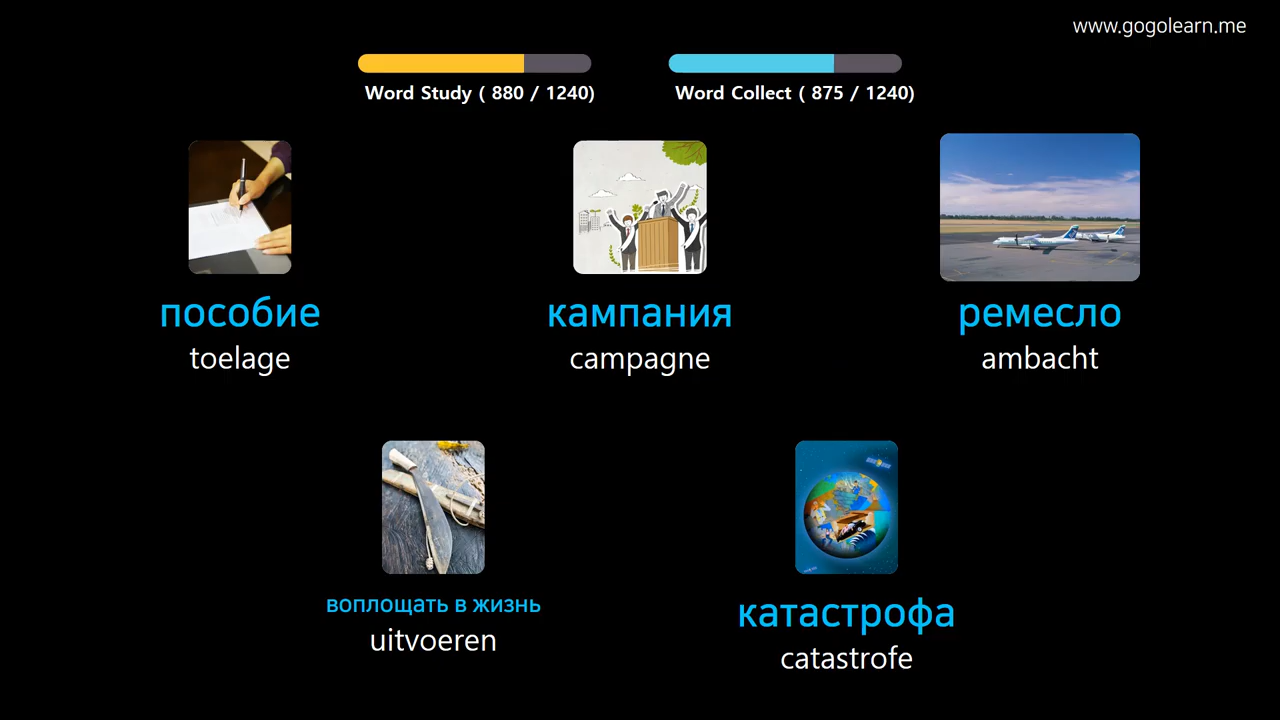 www.gogolearn.me
Word Study ( 880 / 1240)
Word Collect ( 875 / 1240)
пособие
toelage
кампания
campagne
ремесло
ambacht
воплощать в жизнь
uitvoeren
катастрофа
catastrofe